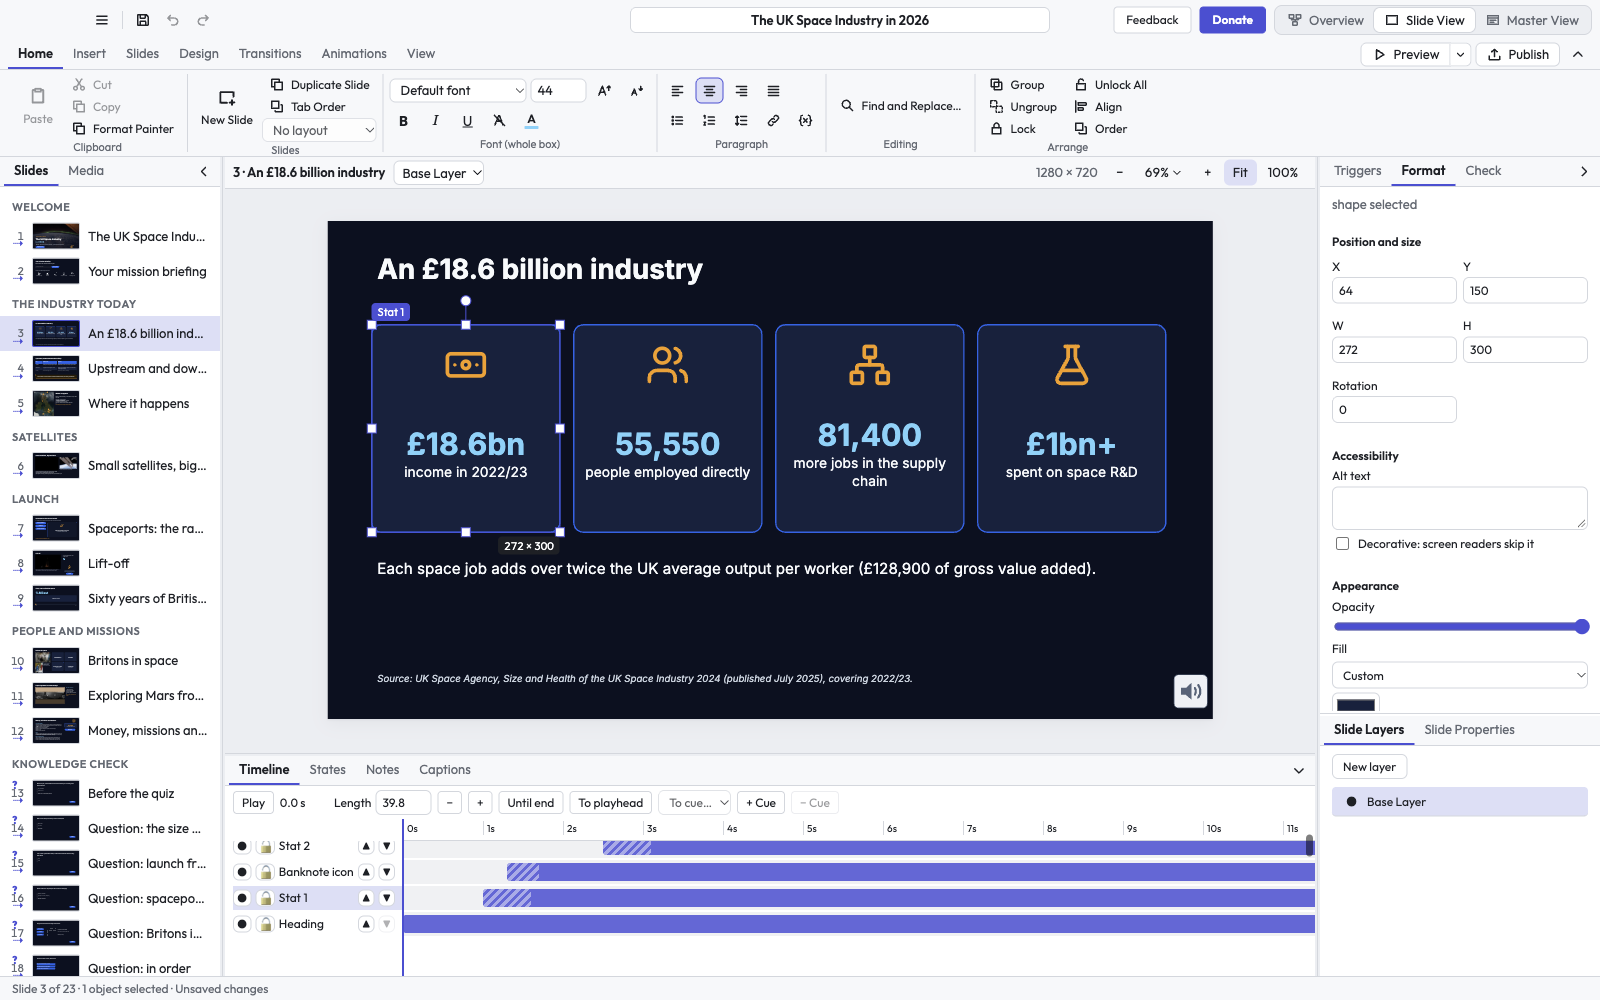 The UK Space Industry in 2026
Feedback
Donate
Overview
Slide View
Master View
Home
Insert
Slides
Design
Transitions
Animations
View
Preview
Publish
Paste
Cut
Copy
Format Painter
Clipboard
New Slide
Duplicate Slide
Tab Order
No layout
Slides
Default font
44
B
I
U
A
A
Font (whole box)
Paragraph
Find and Replace...
Editing
Group
Ungroup
Lock
Unlock All
Align
Order
Arrange
Slides
Media
3 · An £18.6 billion industry
Base Layer
1280 × 720
−
69%
+
Fit
100%
Triggers
Format
Check
WELCOME
1
The UK Space Indu...
2
Your mission briefing
THE INDUSTRY TODAY
3
An £18.6 billion ind...
4
Upstream and dow...
5
Where it happens
SATELLITES
6
Small satellites, big...
LAUNCH
7
Spaceports: the ra...
8
Lift-off
9
Sixty years of Britis...
PEOPLE AND MISSIONS
10
Britons in space
11
Exploring Mars fro...
12
Money, missions an...
KNOWLEDGE CHECK
?
13
Before the quiz
?
14
Question: the size ...
?
15
Question: launch fr...
?
16
Question: spacepo...
?
17
Question: Britons i...
?
18
Question: in order
An £18.6 billion industry
Stat 1
£18.6bn
income in 2022/23
55,550
people employed directly
81,400
more jobs in the supply
chain
£1bn+
spent on space R&D
272 × 300
Each space job adds over twice the UK average output per worker (£128,900 of gross value added).
Source: UK Space Agency, Size and Health of the UK Space Industry 2024 (published July 2025), covering 2022/23.
shape selected
Position and size
X
Y
64
150
W
H
272
300
Rotation
0
Accessibility
Alt text
Decorative: screen readers skip it
Appearance
Opacity
Fill
Custom
Slide Layers
Slide Properties
New layer
Base Layer
Timeline
States
Notes
Captions
Play
0.0 s
Length
39.8
−
+
Until end
To playhead
To cue...
+ Cue
− Cue
0s
1s
2s
3s
4s
5s
6s
7s
8s
9s
10s
11s
Stat 2
Banknote icon
Stat 1
Heading
Slide 3 of 23 · 1 object selected · Unsaved changes